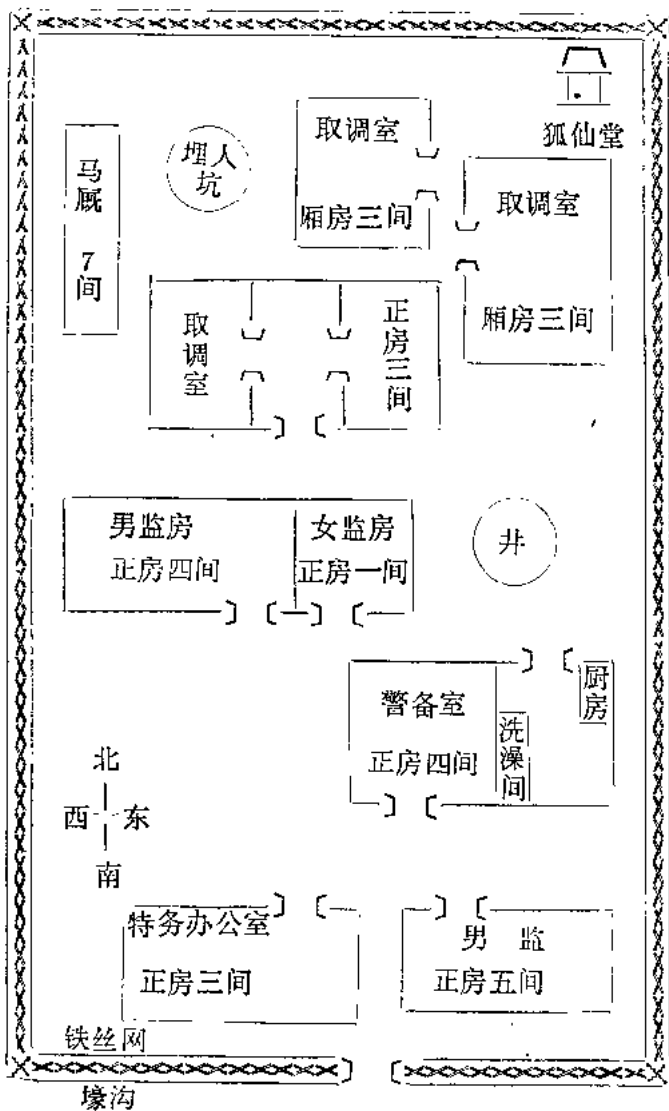 狐仙堂
取调室
厢房三间
取调室
厢房三间
埋人
坑
马厩
7间
取调室
正房三间
男监房
正房四间
女监房
正房一间
井
警备室
正房四间
洗澡间
厨房
北
西 东
南
特务办公室
正房三间
男 监
正房五间
铁丝网
壕沟